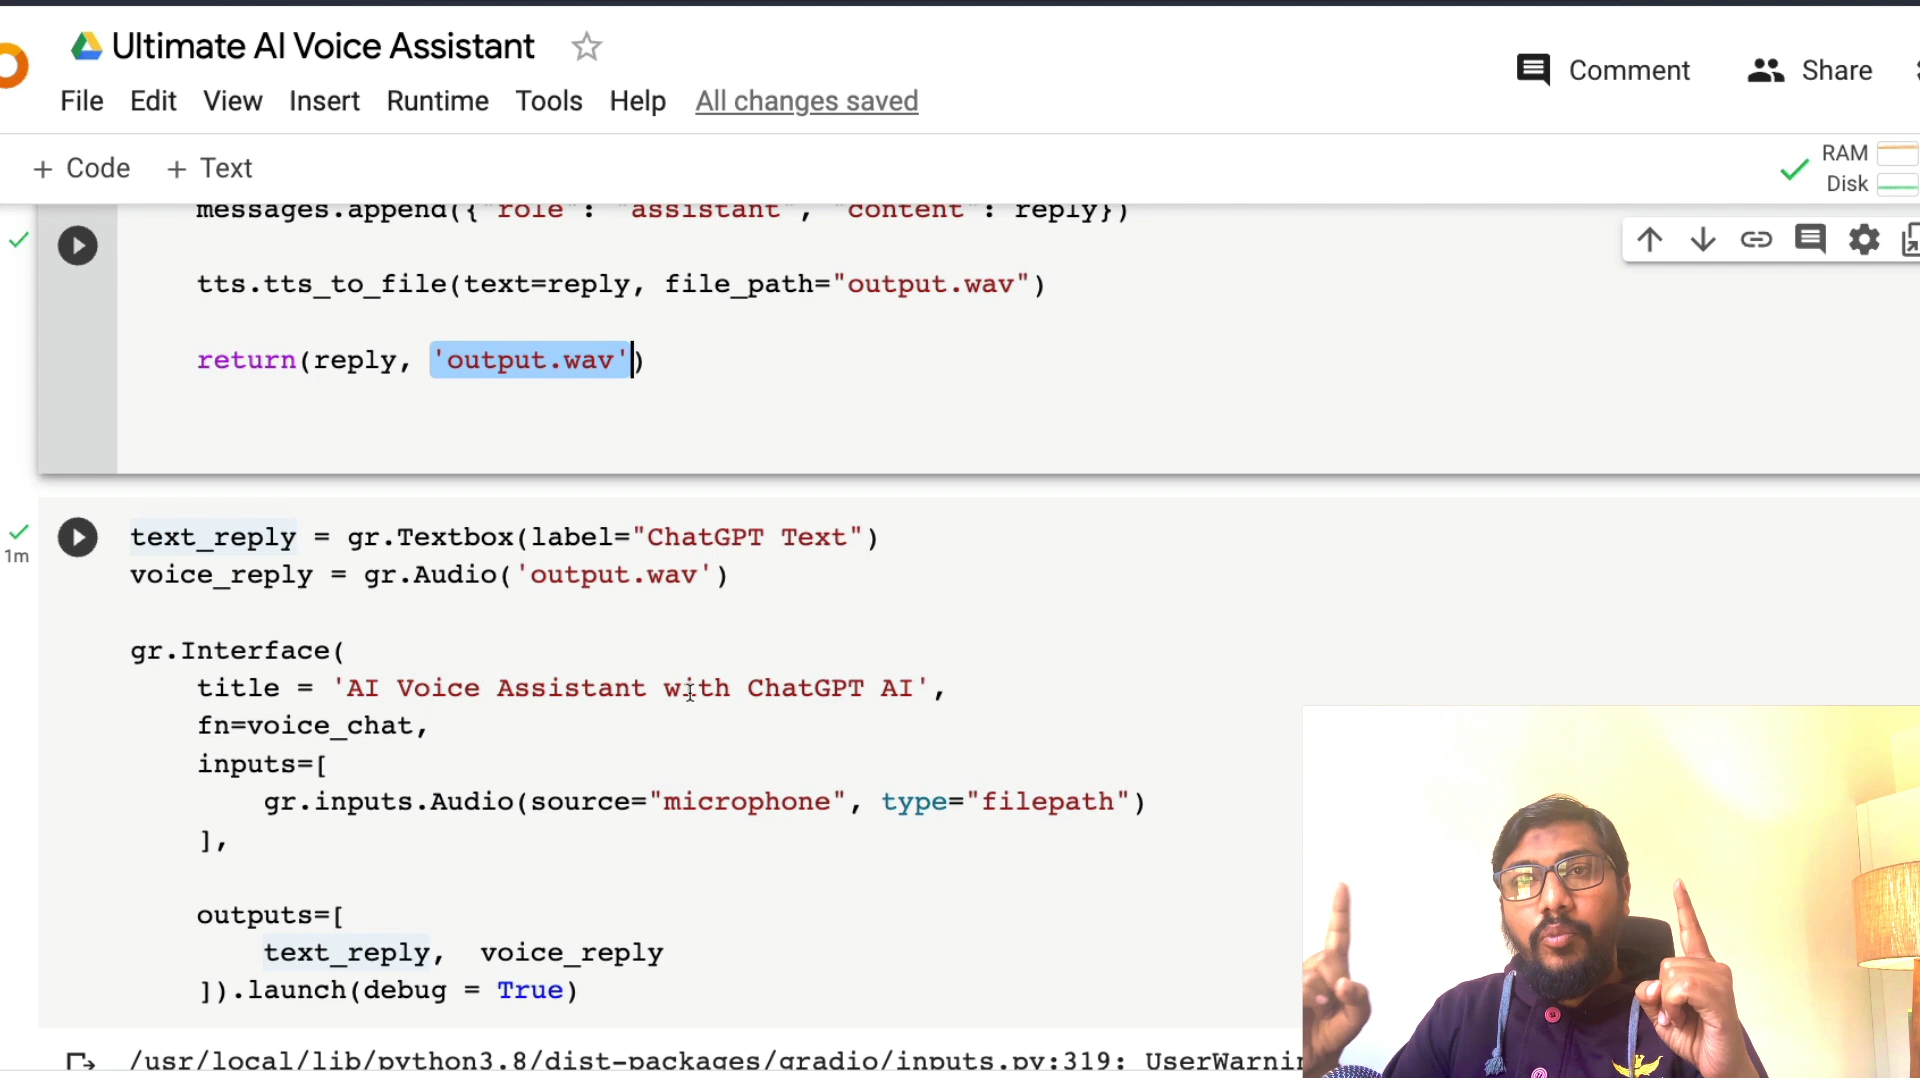 Ultimate AI Voice Assistant
Comment
Share
File Edit View Insert Runtime Tools Help All changes saved
+ Code + Text
RAM
Disk
messages.append({"role": "assistant", "content": reply})
tts.tts_to_file(text=reply, file_path="output.wav")
return(reply, 'output.wav')
1m
text_reply = gr.Textbox(label="ChatGPT Text")
voice_reply = gr.Audio('output.wav')
gr.Interface(
title = 'AI Voice Assistant with ChatGPT AI',
fn=voice_chat,
inputs=[
gr.inputs.Audio(source="microphone", type="filepath")
],
outputs=[
text_reply, voice_reply
]).launch(debug = True)
/usr/local/lib/python3.8/dist-packages/gradio/inputs.py:319: UserWarnin